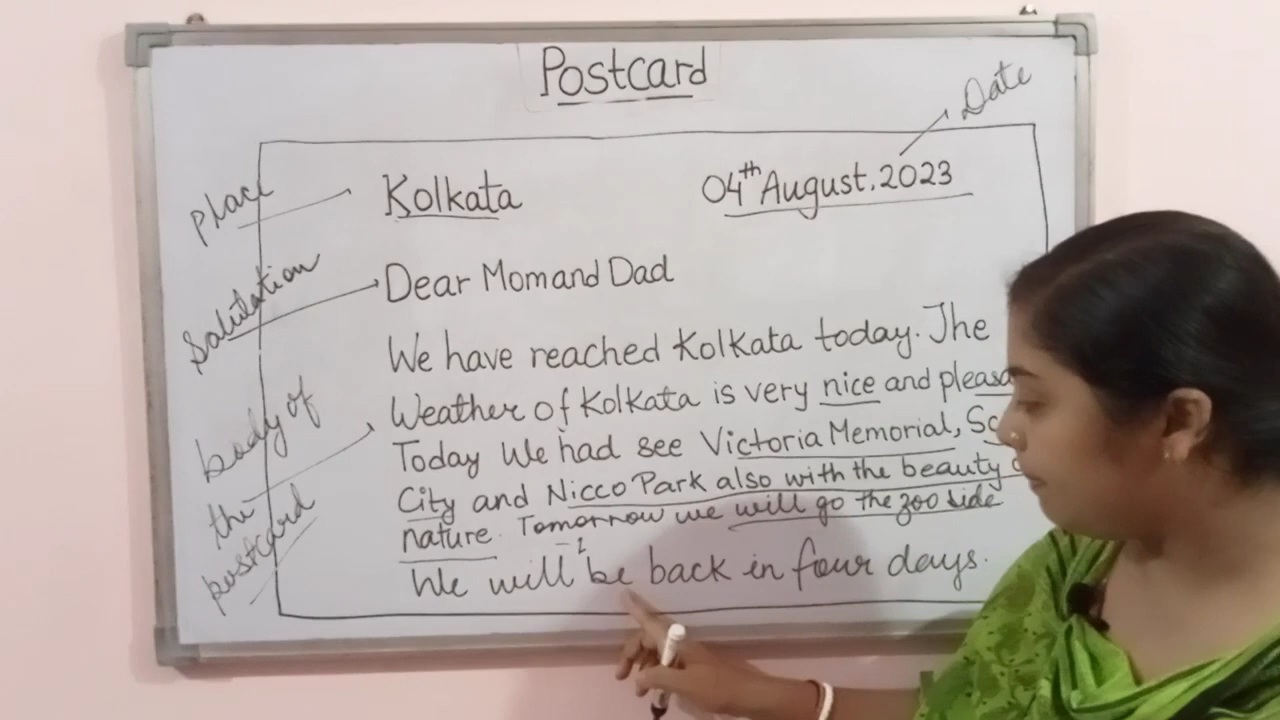 Postcard
Date
Place
Kolkata
04th August, 2023
Salutation
Dear Mom and Dad
body of
the
postcard
We have reached Kolkata today. The
Weather of Kolkata is very nice and pleasa
Today We had see Victoria Memorial, Sc
City and Nicco Park also with the beauty
nature. Tomorrow we will go the zoo side
We will be back in four days.